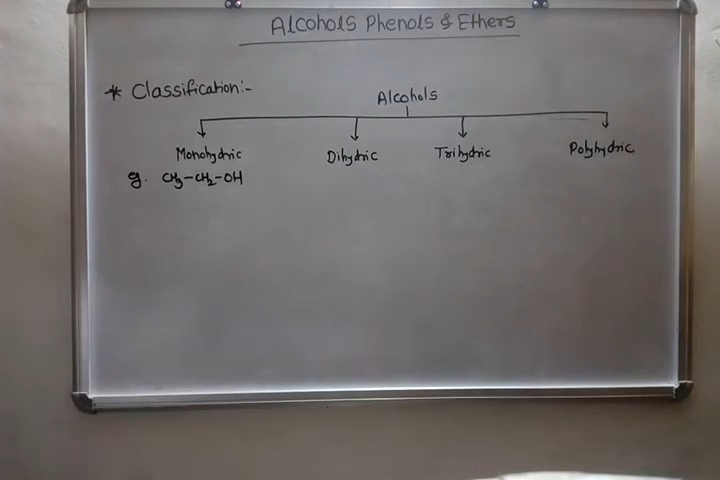 Alcohols Phenols & Ethers
* Classification:-
Alcohols
Monohydric Dihydric Trihydric Polyhydric
eg. CH3-CH2-OH